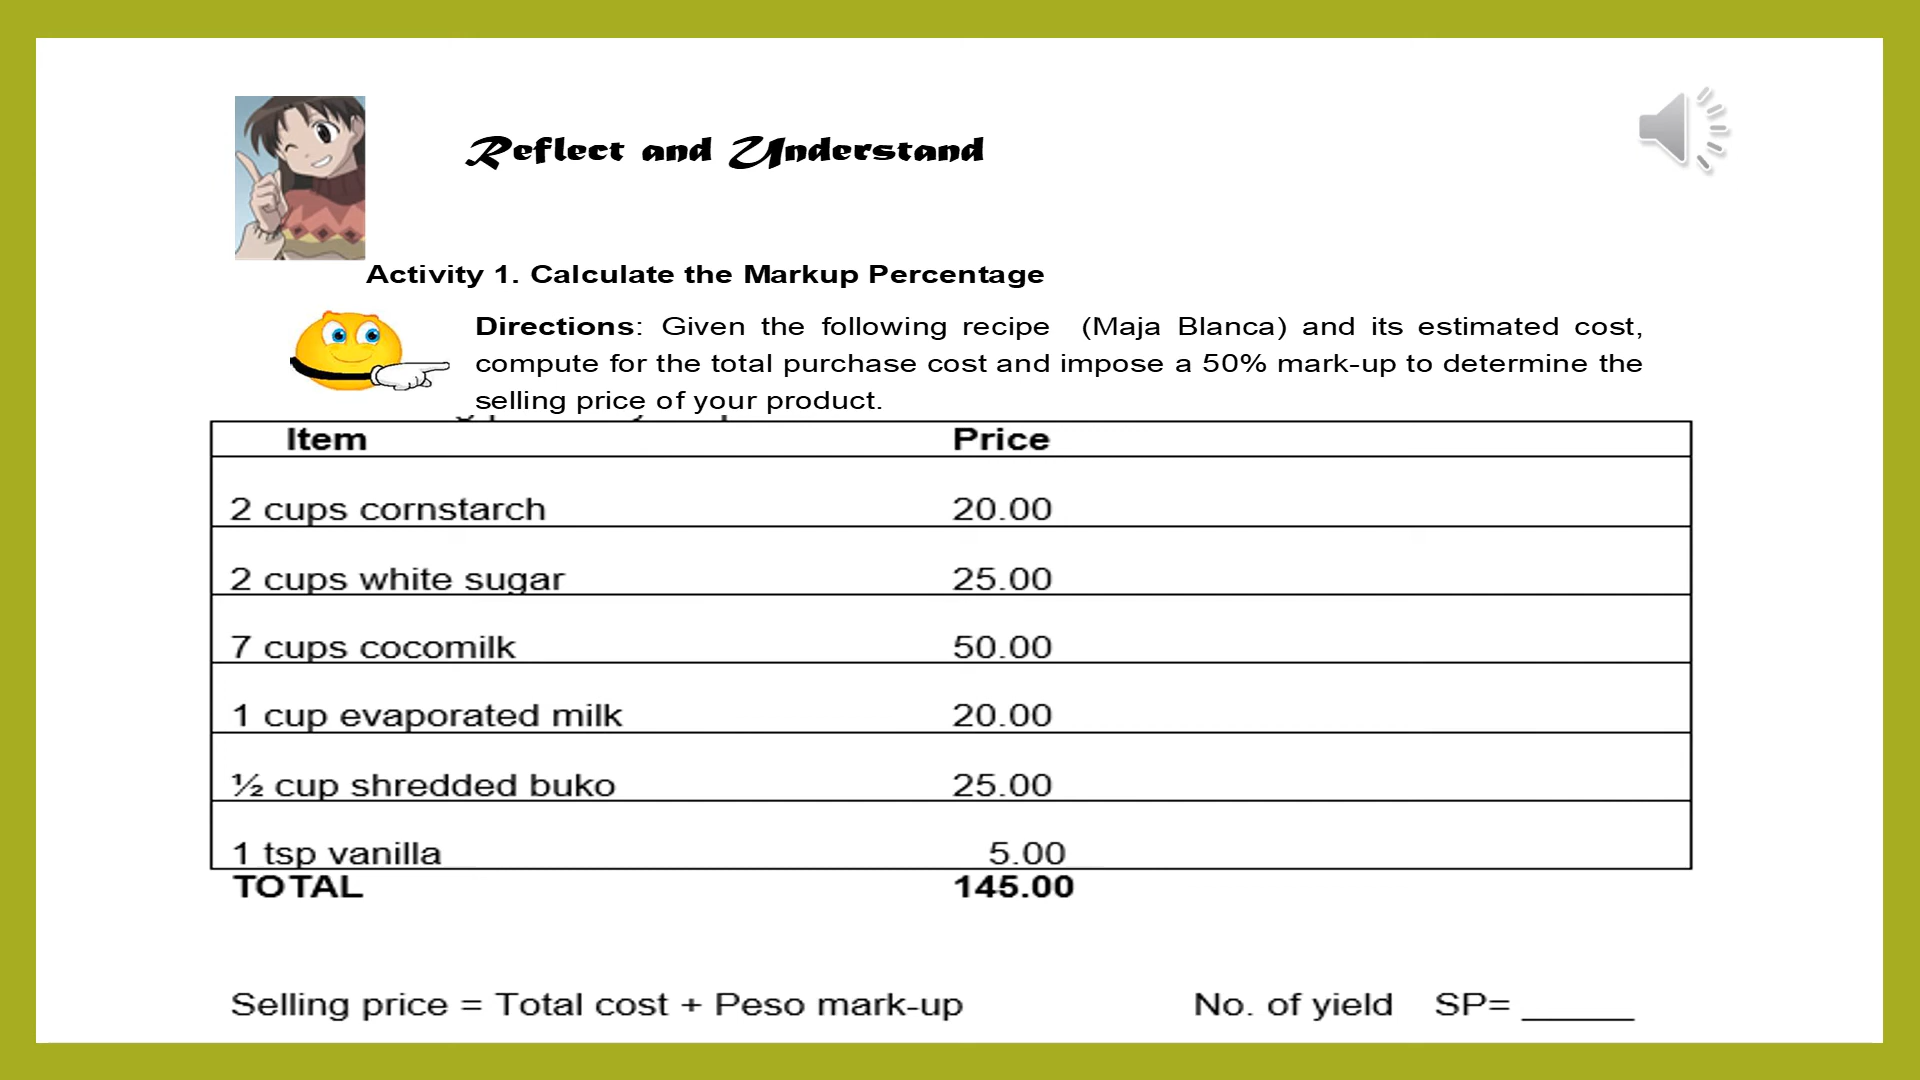 Reflect and Understand
Activity 1. Calculate the Markup Percentage
Directions: Given the following recipe (Maja Blanca) and its estimated cost,
compute for the total purchase cost and impose a 50% mark-up to determine the
selling price of your product.
Item Price
2 cups cornstarch 20.00
2 cups white sugar 25.00
7 cups cocomilk 50.00
1 cup evaporated milk 20.00
½ cup shredded buko 25.00
1 tsp vanilla 5.00
TOTAL 145.00
Selling price = Total cost + Peso mark-up No. of yield SP= ______